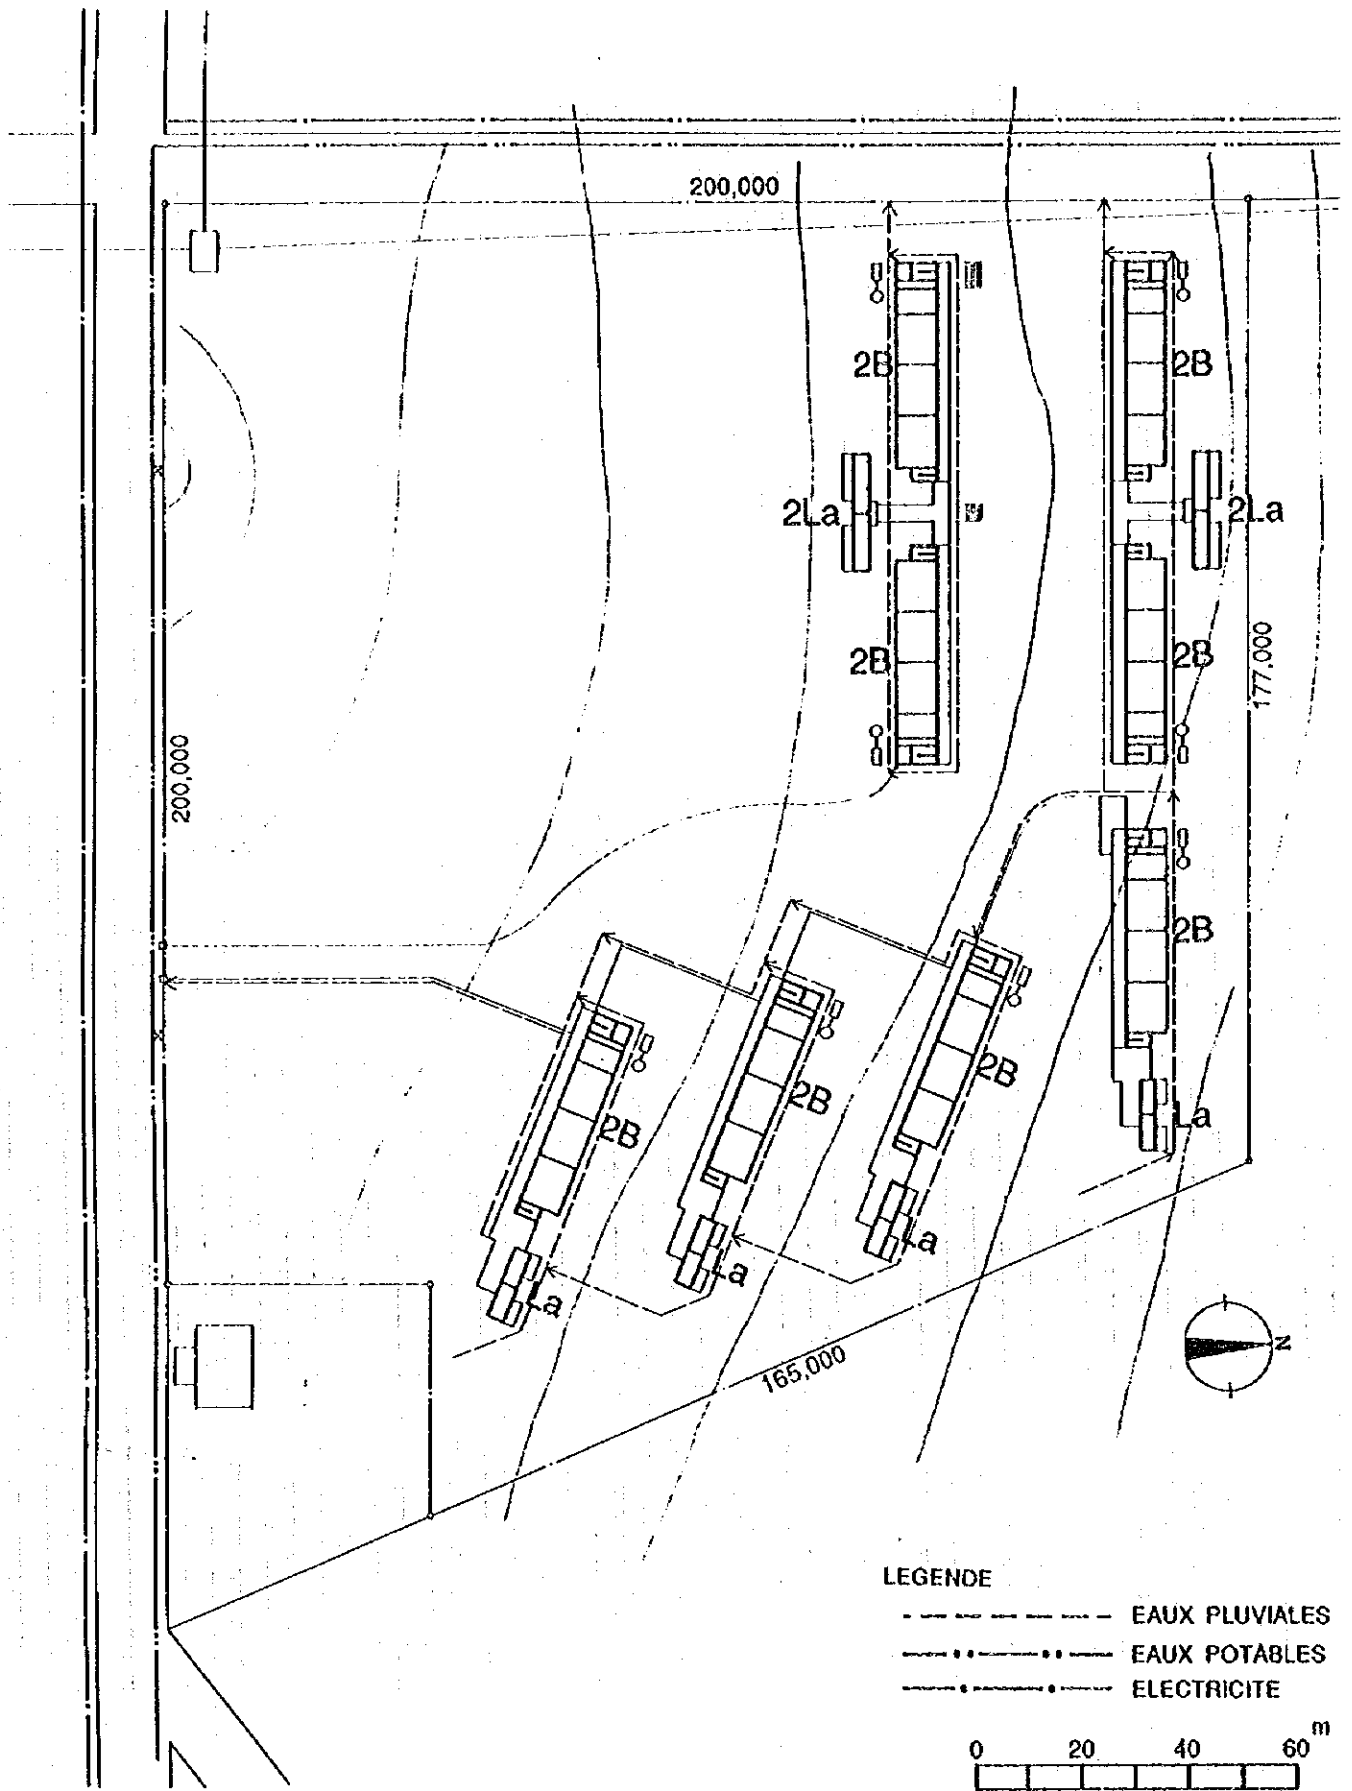 200,000
2B
2B
2La
2La
2B
2B
177.000
200,000
2B
2B
2B
2B
La
La
La
La
165,000
N
LEGENDE
EAUX PLUVIALES
EAUX POTABLES
ELECTRICITE
m
0 20 40 60